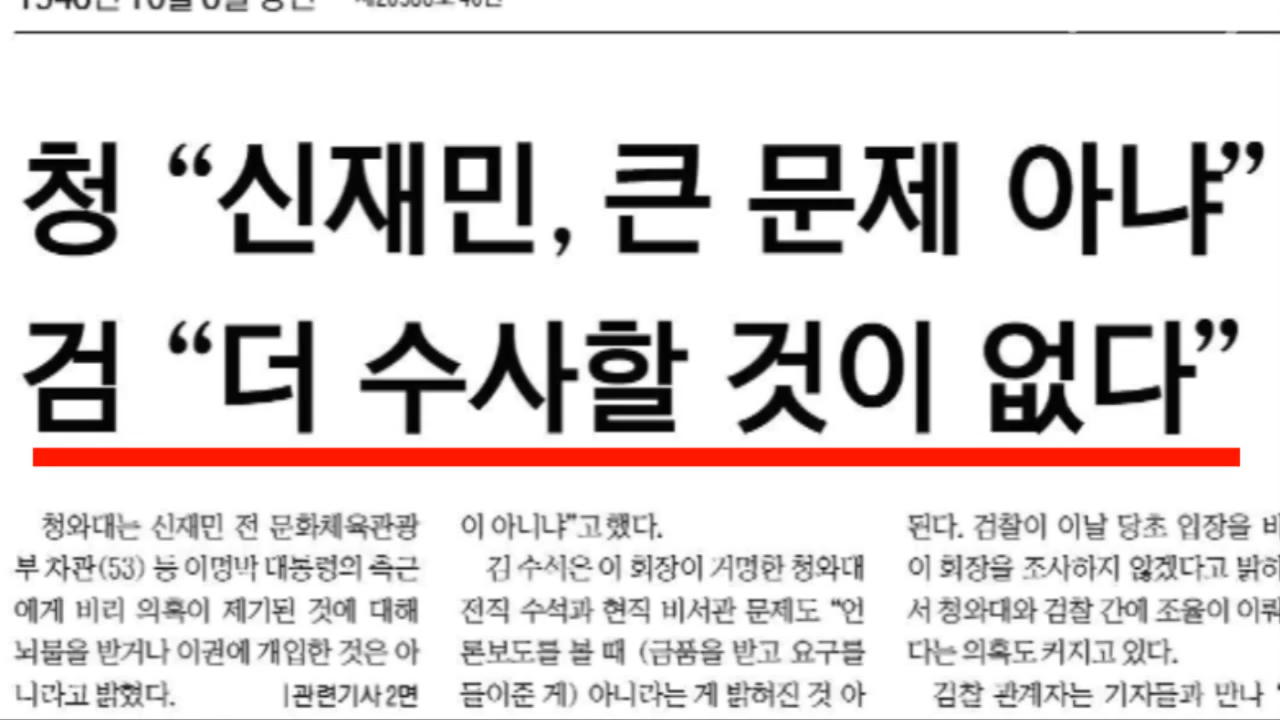 청 “신재민, 큰 문제 아냐”
검 “더 수사할 것이 없다”
청와대는 신재민 전 문화체육관광
부 차관(53) 등 이명박 대통령의 측근
에게 비리 의혹이 제기된 것에 대해
뇌물을 받거나 이권에 개입한 것은 아
니라고 밝혔다. |관련기사 2면
이 아니냐”고 했다.
김 수석은 이 회장이 거명한 청와대
전직 수석과 현직 비서관 문제도 “언
론보도를 볼 때 (금품을 받고 요구를
들어준 게) 아니라는 게 밝혀진 것 아
된다. 검찰이 이날 당초 입장을
이 회장을 조사하지 않겠다고
서 청와대와 검찰 간에 조율이
다는 의혹도 커지고 있다.
검찰 관계자는 기자들과 만나 “